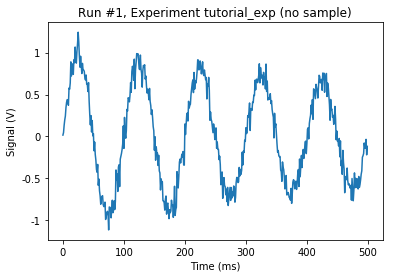 Run #1, Experiment tutorial_exp (no sample)
Signal (V)
1
0.5
0
-0.5
-1
0 100 200 300 400 500
Time (ms)